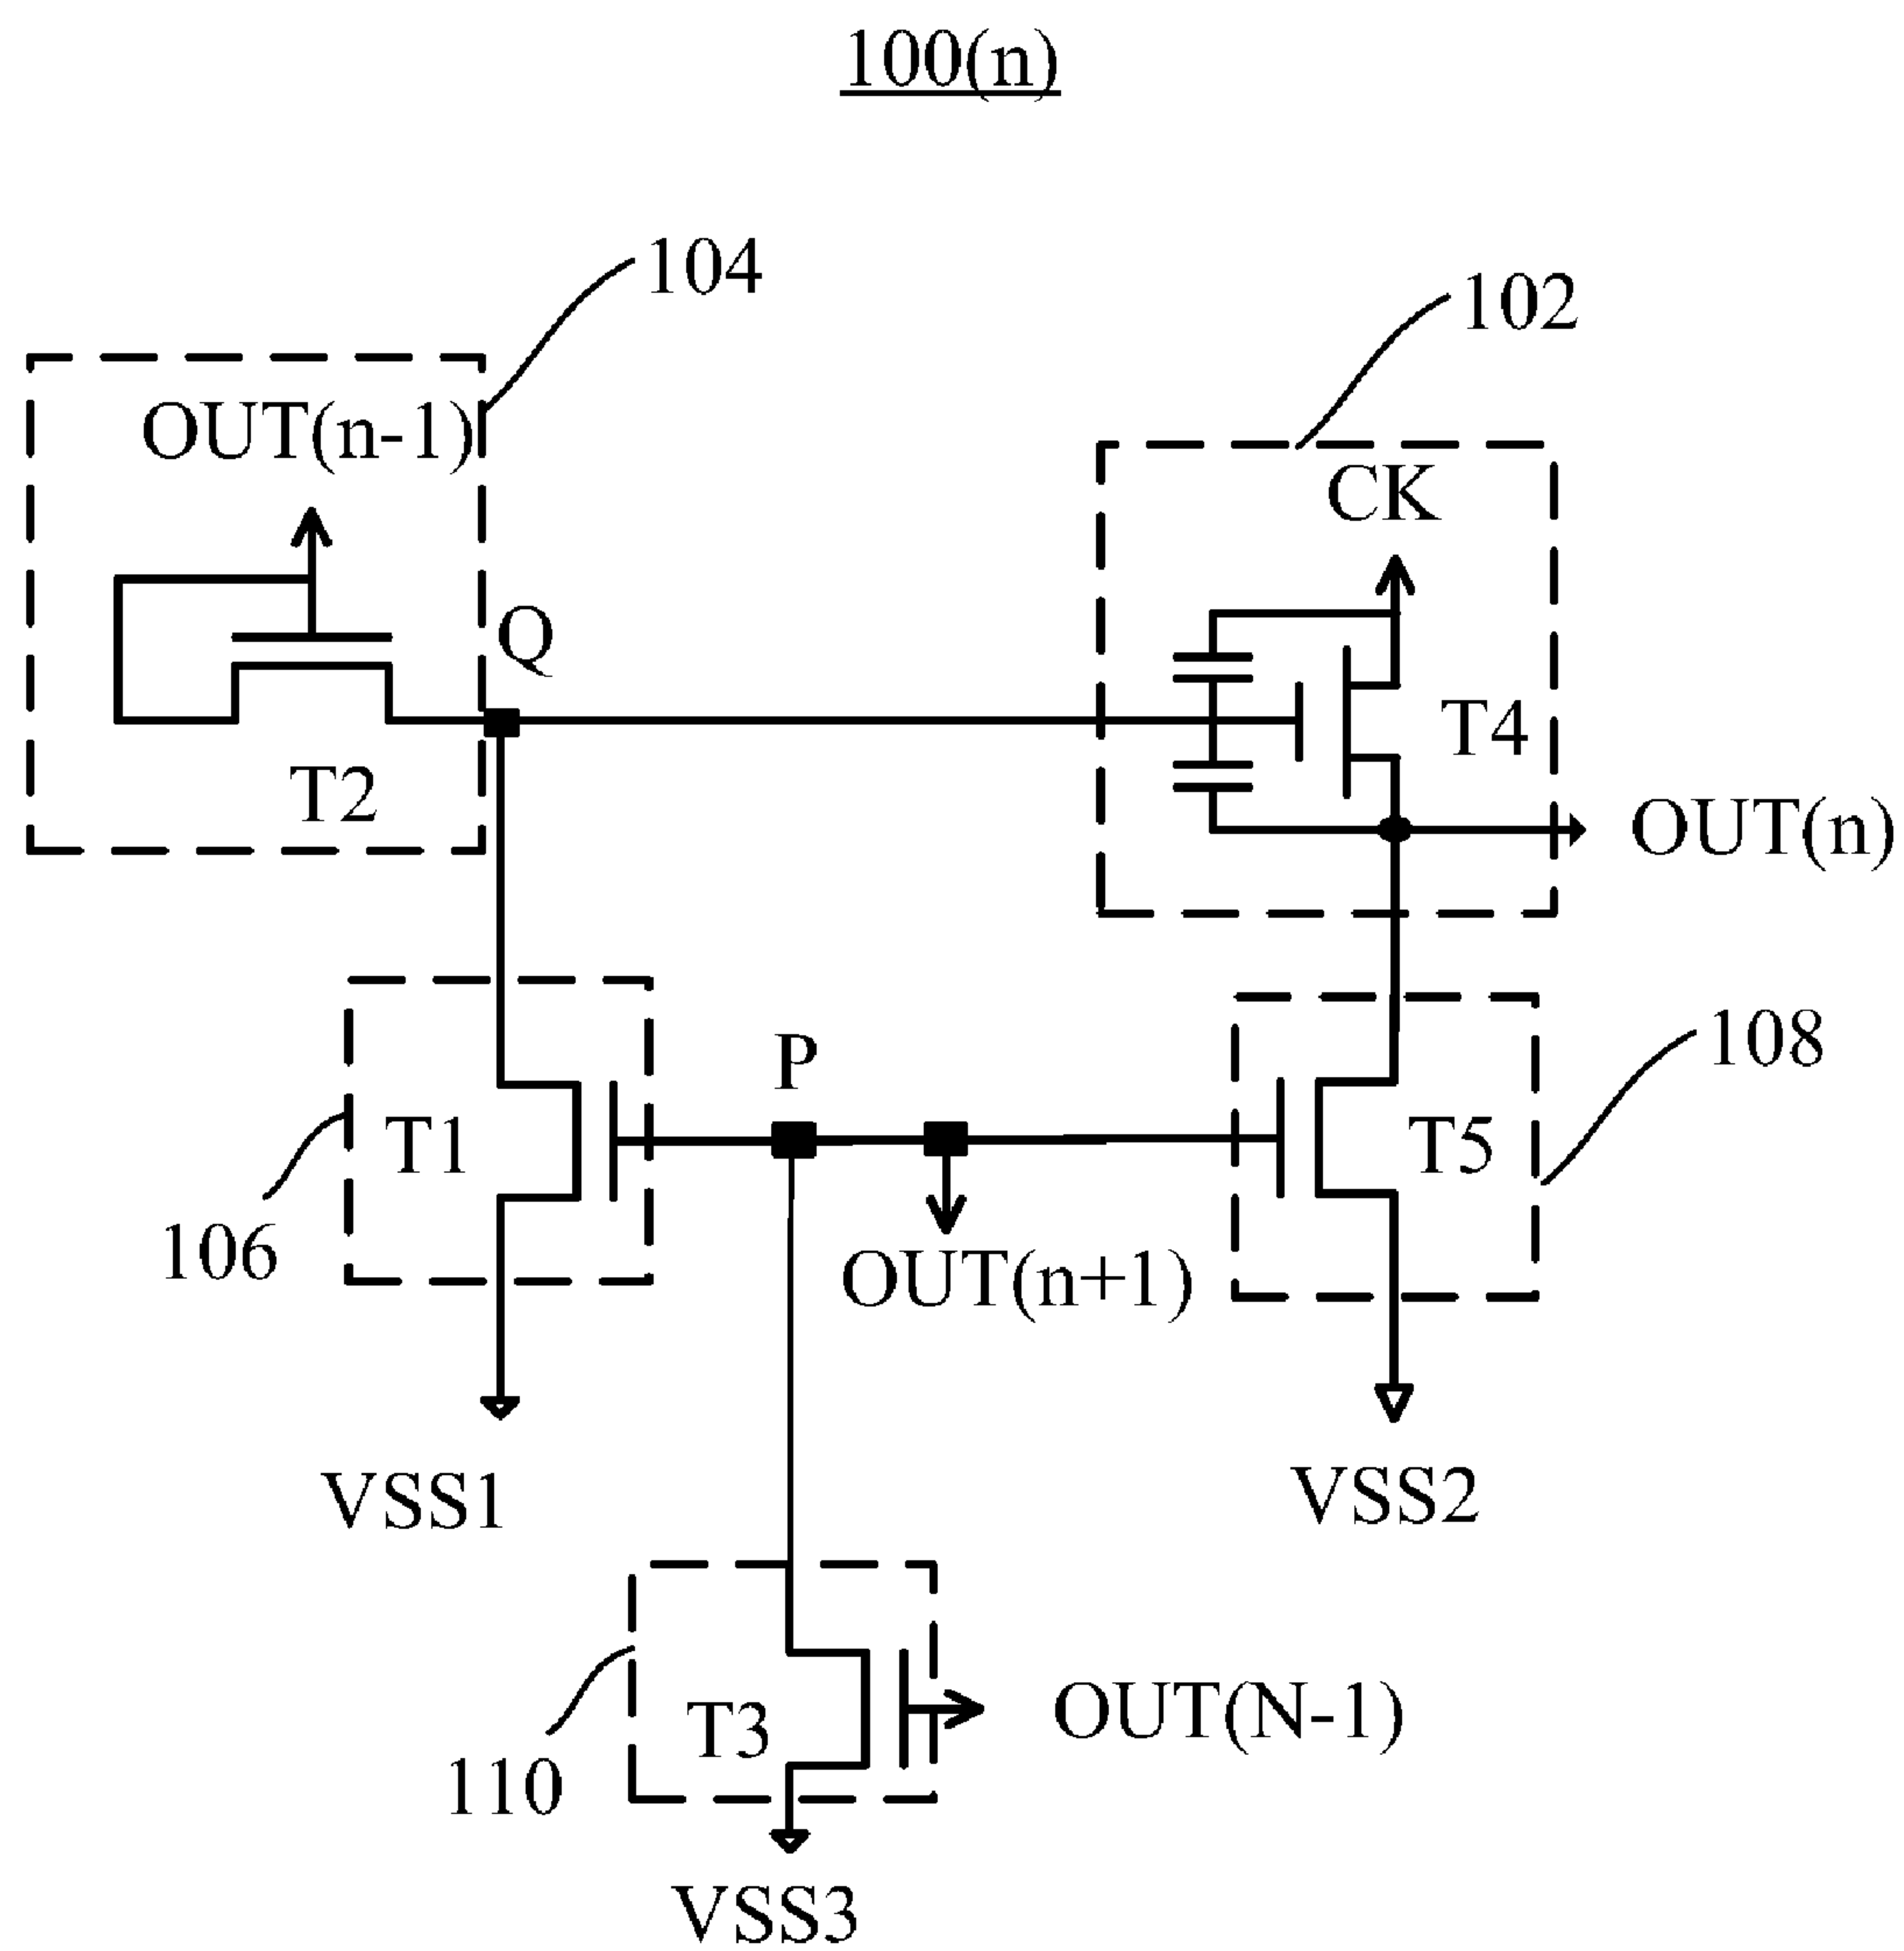 100(n)
104
102
OUT(n-1)
CK
Q
T4
T2
OUT(n)
108
P
T1
T5
106
OUT(n+1)
VSS1
VSS2
T3
OUT(N-1)
110
VSS3